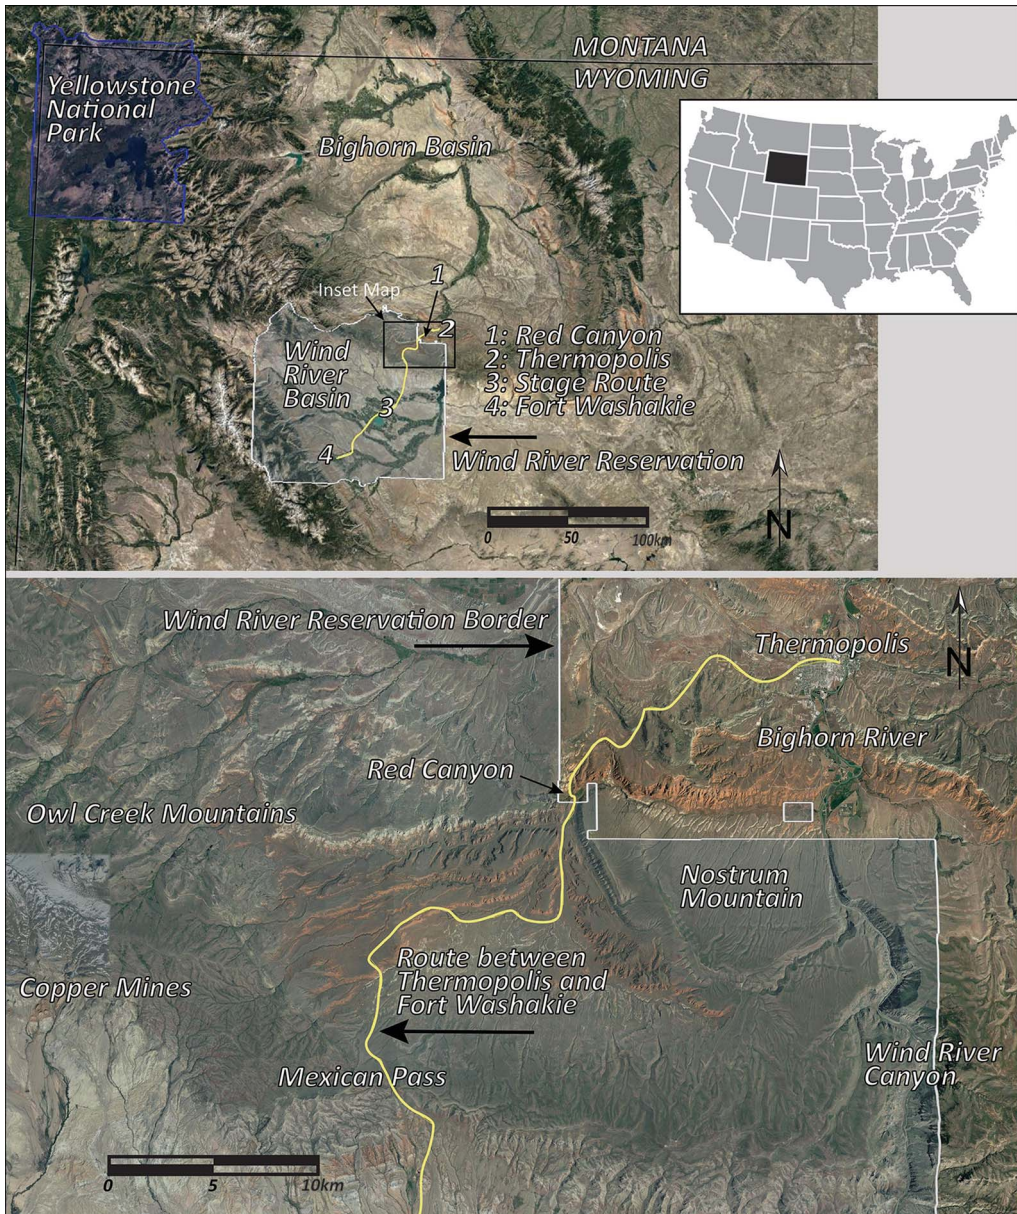 MONTANA
WYOMING
Yellowstone
National
Park
Bighorn Basin
1
Inset Map
2
Wind
River
Basin
1: Red Canyon
2: Thermopolis
3: Stage Route
4: Fort Washakie
3
4
Wind River Reservation
N
0 50 100km
Wind River Reservation Border
Thermopolis
N
Bighorn River
Red Canyon
Owl Creek Mountains
Nostrum
Mountain
Route between
Thermopolis and
Fort Washakie
Copper Mines
Wind River
Canyon
Mexican Pass
0 5 10km